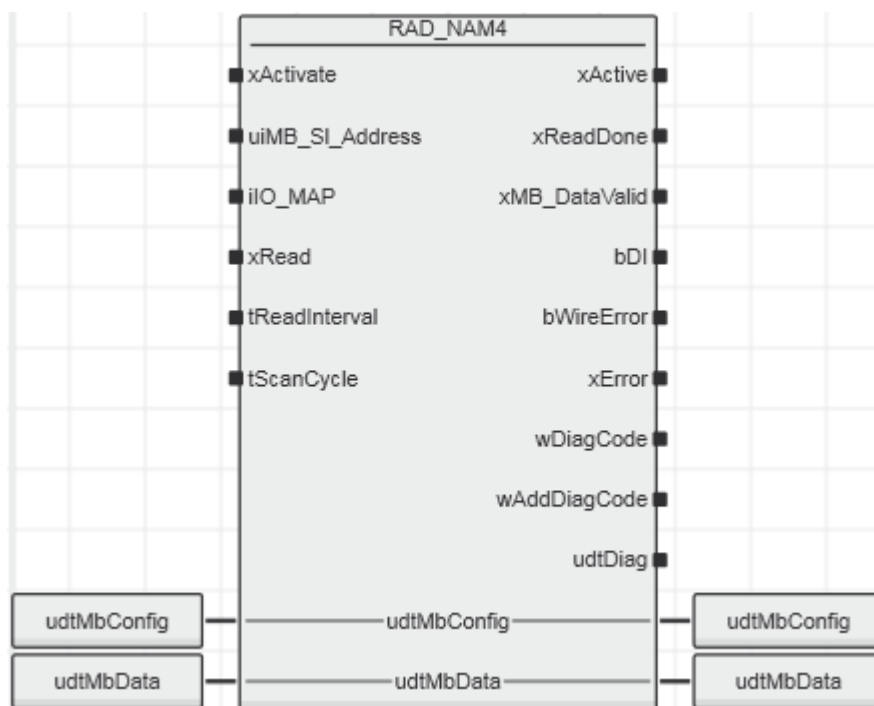 RAD_NAM4
xActivate xActive
uiMB_SI_Address xReadDone
iIO_MAP xMB_DataValid
xRead bDI
tReadInterval bWireError
tScanCycle xError
wDiagCode
wAddDiagCode
udtDiag
udtMbConfig udtMbConfig udtMbConfig
udtMbData udtMbData udtMbData